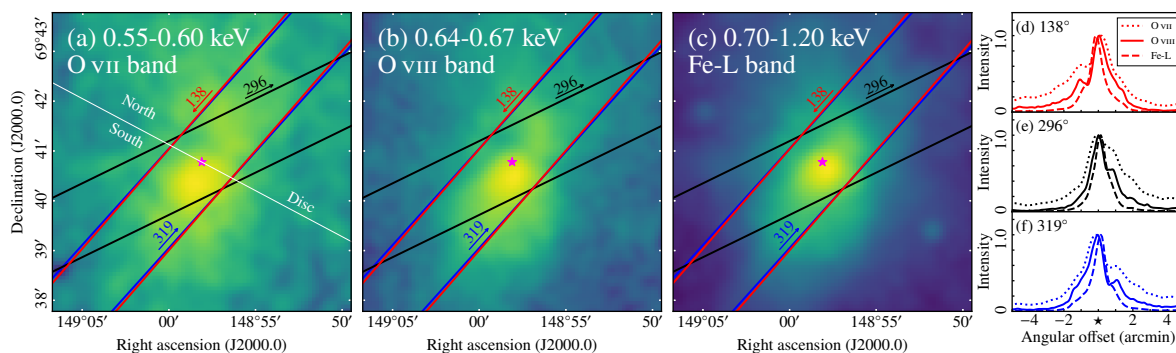 (a) 0.55-0.60 keV
O VII band
(b) 0.64-0.67 keV
O VIII band
(c) 0.70-1.20 keV
Fe-L band
138
296
319
North
South
Disc
138
296
319
138
296
319
Declination (J2000.0)
69°43'
42'
41'
40'
39'
38'
149°05'
00'
148°55'
50'
Right ascension (J2000.0)
149°05'
00'
148°55'
50'
Right ascension (J2000.0)
149°05'
00'
148°55'
50'
Right ascension (J2000.0)
(d) 138°
O VII
O VIII
Fe-L
Intensity
1.0
0
(e) 296°
Intensity
1.0
0
(f) 319°
Intensity
1.0
0
−4
−2
★
2
4
Angular offset (arcmin)